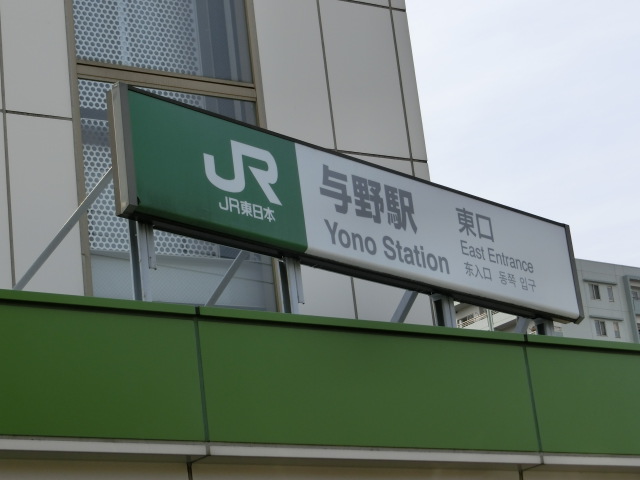 JR
JR東日本
与野駅
Yono Station
東口
East Entrance
东入口 동쪽 입구